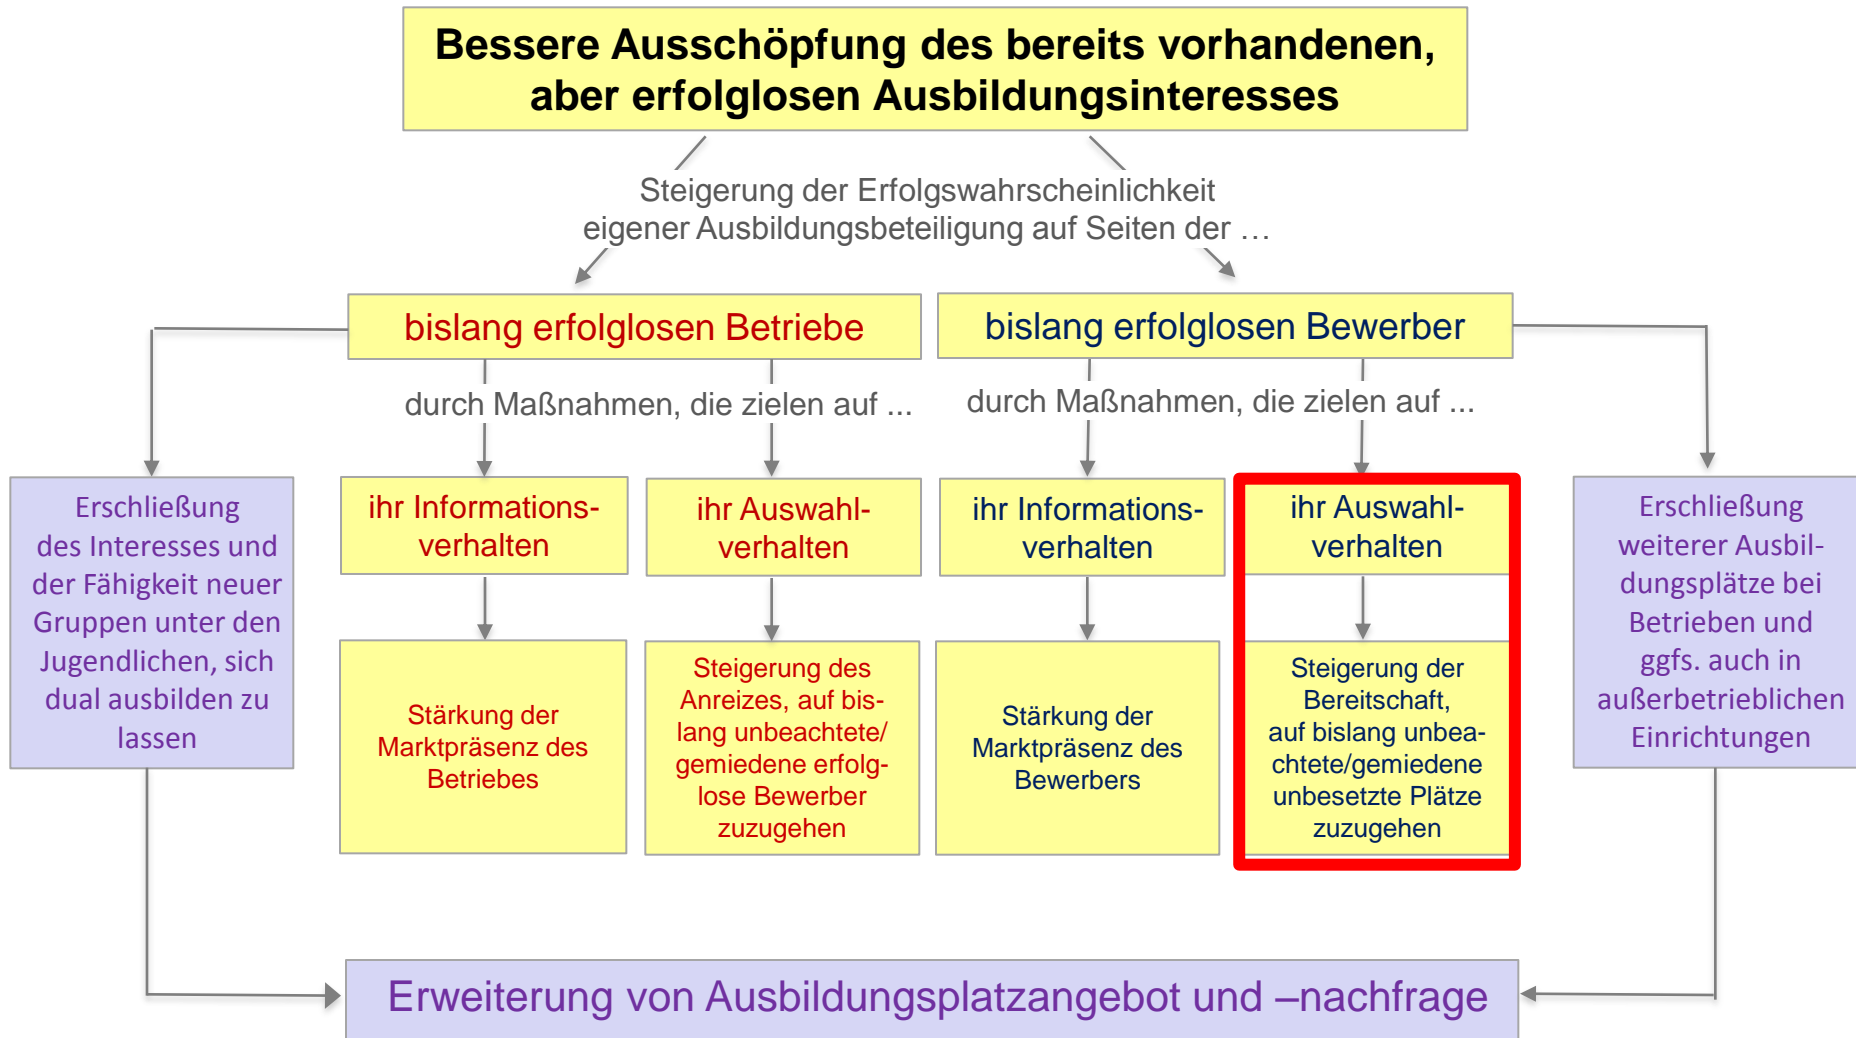 Bessere Ausschöpfung des bereits vorhandenen,
aber erfolglosen Ausbildungsinteresses
Steigerung der Erfolgswahrscheinlichkeit
eigener Ausbildungsbeteiligung auf Seiten der …
bislang erfolglosen Betriebe
bislang erfolglosen Bewerber
durch Maßnahmen, die zielen auf ...
durch Maßnahmen, die zielen auf ...
Erschließung
des Interesses und
der Fähigkeit neuer
Gruppen unter den
Jugendlichen, sich
dual ausbilden zu
lassen
ihr Informations-
verhalten
ihr Auswahl-
verhalten
ihr Informations-
verhalten
ihr Auswahl-
verhalten
Erschließung
weiterer Ausbil-
dungsplätze bei
Betrieben und
ggfs. auch in
außerbetrieblichen
Einrichtungen
Stärkung der
Marktpräsenz des
Betriebes
Steigerung des
Anreizes, auf bis-
lang unbeachtete/
gemiedene erfolg-
lose Bewerber
zuzugehen
Stärkung der
Marktpräsenz des
Bewerbers
Steigerung der
Bereitschaft,
auf bislang unbea-
chtete/gemiedene
unbesetzte Plätze
zuzugehen
Erweiterung von Ausbildungsplatzangebot und –nachfrage